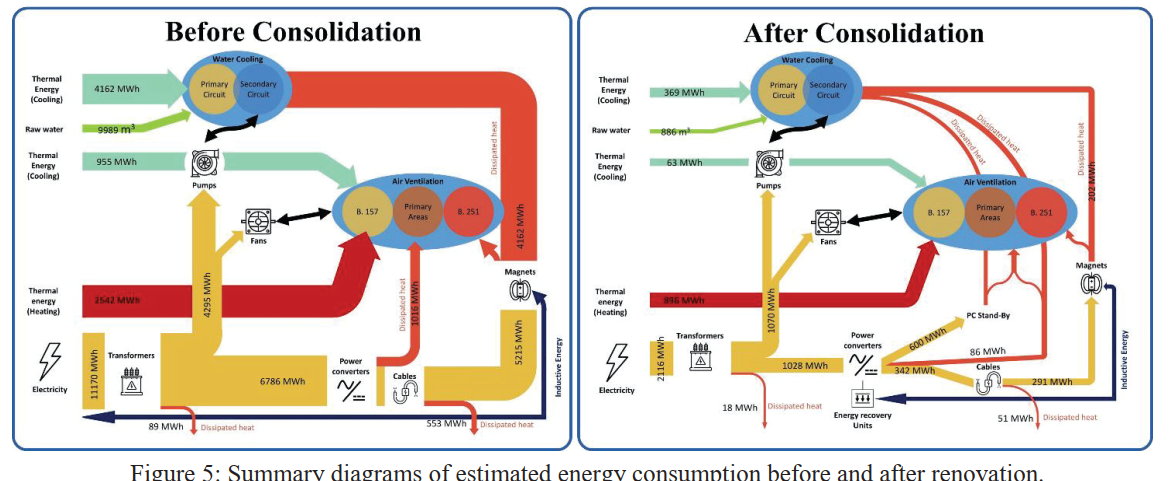 Before Consolidation
Water Cooling
Thermal
Energy
(Cooling)
4162 MWh
Primary
Circuit
Secondary
Circuit
Raw water
9989 m³
Thermal
Energy
(Cooling)
955 MWh
Pumps
Dissipated heat
Air Ventilation
B. 157
Primary
Areas
B. 251
4162 MWh
Fans
Magnets
Thermal
energy
(Heating)
2642 MWh
4295 MWh
Dissipated heat
1016 MWh
5215 MWh
Inductive Energy
Electricity
11170 MWh
Transformers
6786 MWh
Power
converters
Cables
89 MWh
Dissipated heat
553 MWh
Dissipated heat
After Consolidation
Water Cooling
Thermal
Energy
(Cooling)
369 MWh
Primary
Circuit
Secondary
Circuit
Raw water
886 m³
Thermal
Energy
(Cooling)
63 MWh
Pumps
Dissipated heat
Dissipated heat
Air Ventilation
B. 157
Primary
Areas
B. 251
202 MWh
Fans
Magnets
Thermal
energy
(Heating)
896 MWh
1070 MWh
PC Stand-By
600 MWh
86 MWh
Inductive Energy
Electricity
2116 MWh
Transformers
1028 MWh
Power
converters
342 MWh
Cables
291 MWh
Energy recovery
Units
18 MWh
Dissipated heat
51 MWh
Dissipated heat
Figure 5: Summary diagrams of estimated energy consumption before and after renovation.